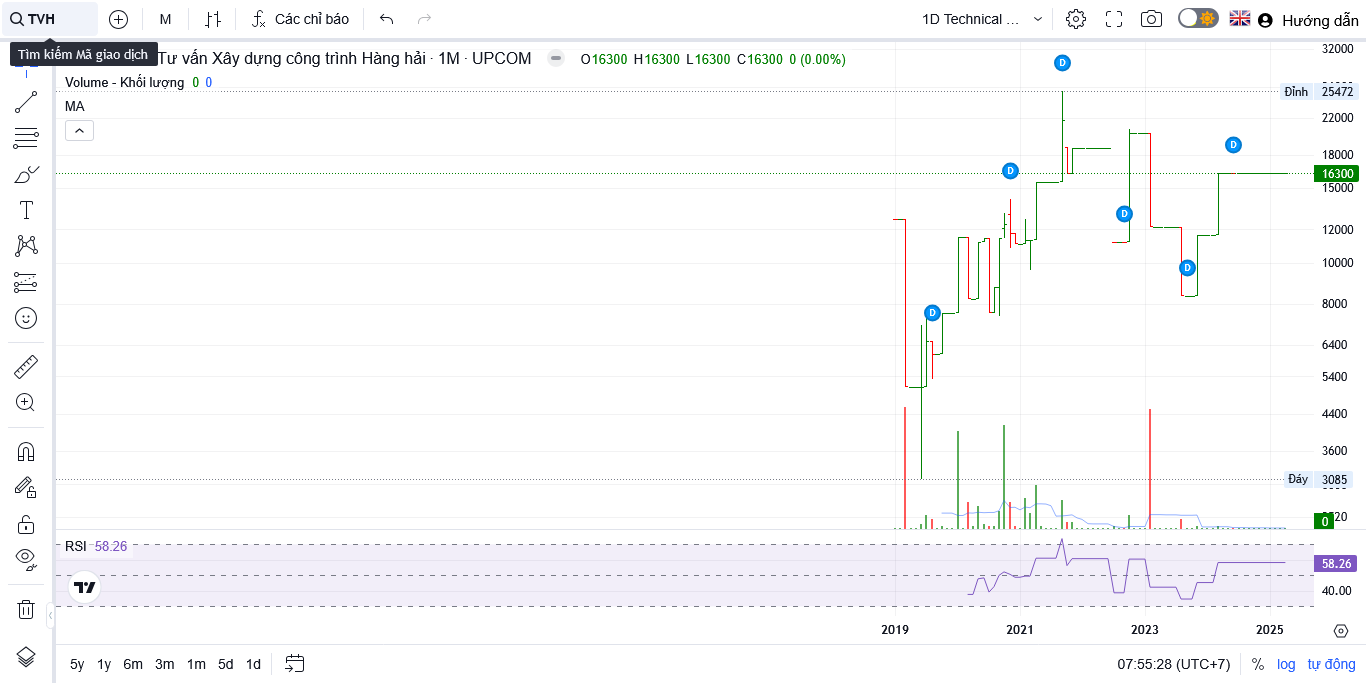 TVH M Các chỉ báo 1D Technical ... Hướng dẫn
Tìm kiếm Mã giao dịch
Tư vấn Xây dựng công trình Hàng hải · 1M · UPCOM O16300 H16300 L16300 C16300 0 (0.00%)
Volume - Khối lượng 0 0
MA
32000
Đỉnh 25472
22000
18000
16300
15000
12000
10000
8000
6400
5400
4400
3600
Đáy 3085
0
D
D
D
D
D
D
RSI 58.26
58.26
40.00
2019 2021 2023 2025
5y 1y 6m 3m 1m 5d 1d 07:55:28 (UTC+7) % log tự động